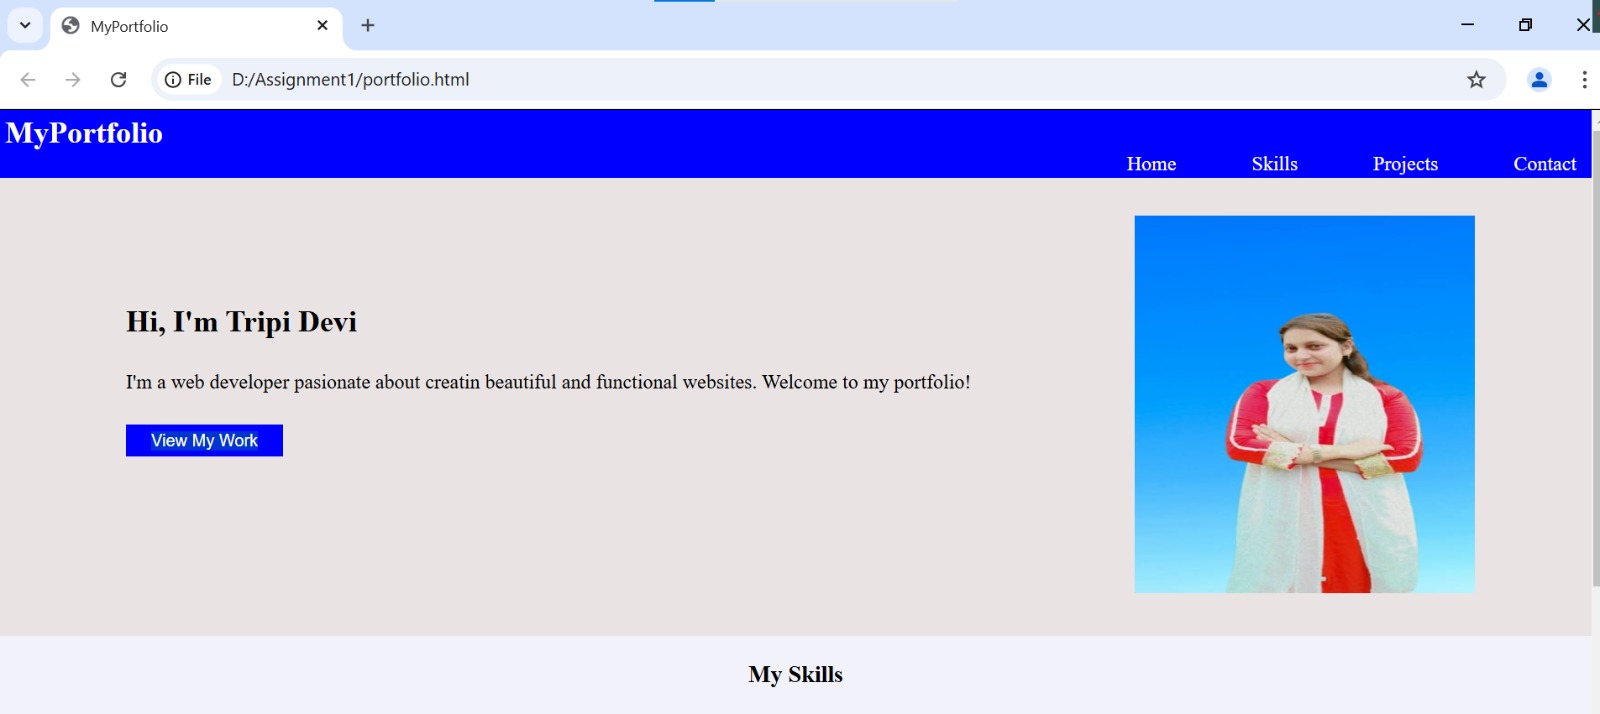 MyPortfolio
File D:/Assignment1/portfolio.html
MyPortfolio
Home Skills Projects Contact
Hi, I'm Tripi Devi
I'm a web developer pasionate about creatin beautiful and functional websites. Welcome to my portfolio!
View My Work
My Skills